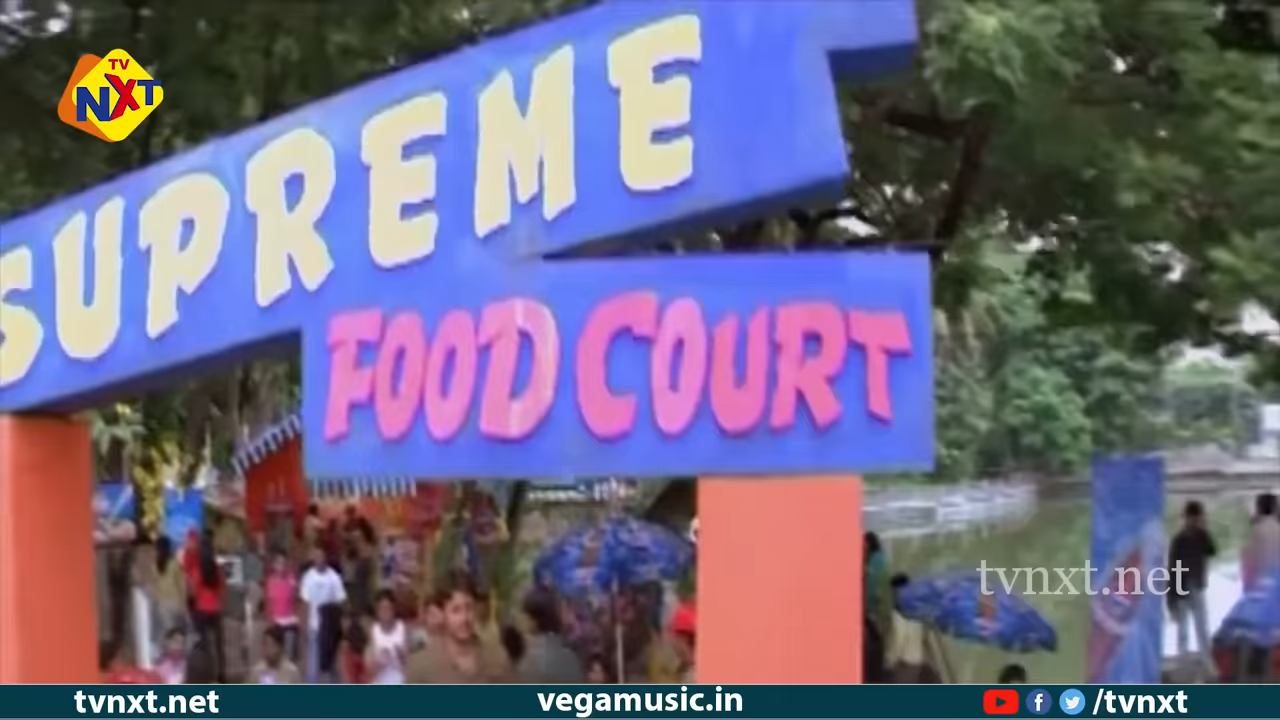 TV
NXT
SUPREME
FOOD COURT
tvnxt.net
tvnxt.net
vegamusic.in
/tvnxt